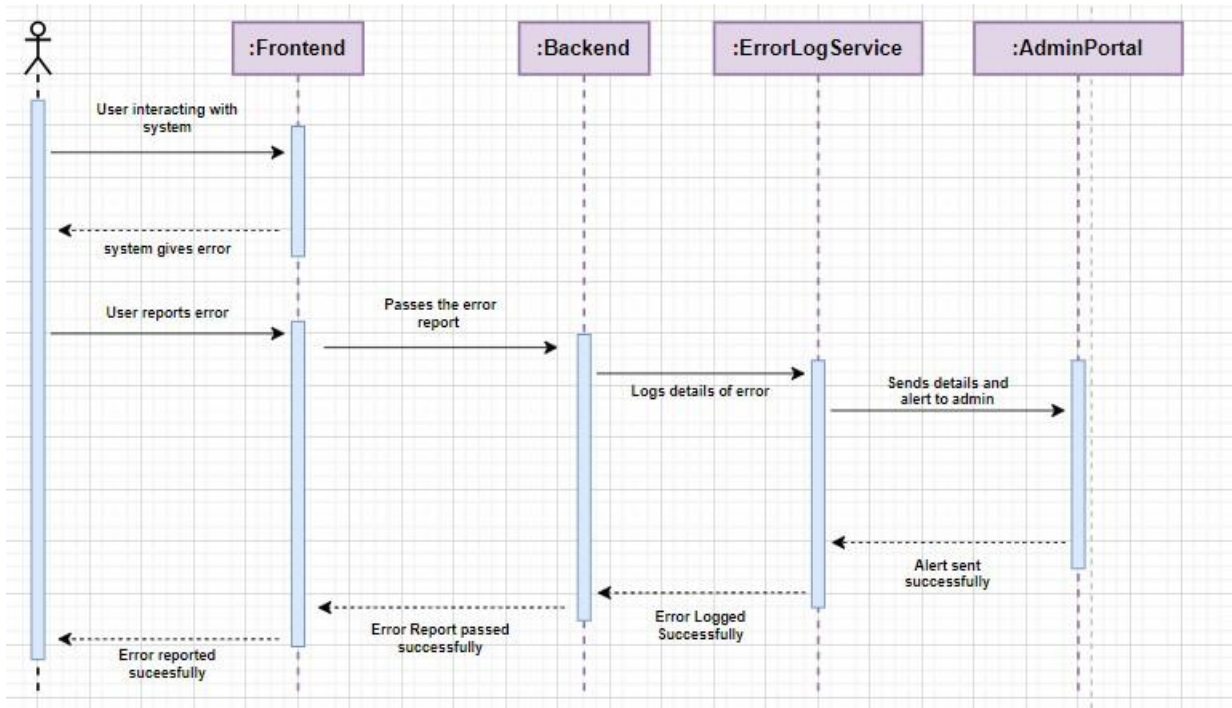 :Frontend
:Backend
:ErrorLogService
:AdminPortal
User interacting with
system
system gives error
User reports error
Passes the error
report
Logs details of error
Sends details and
alert to admin
Alert sent
successfully
Error Logged
Successfully
Error Report passed
successfully
Error reported
suceesfully